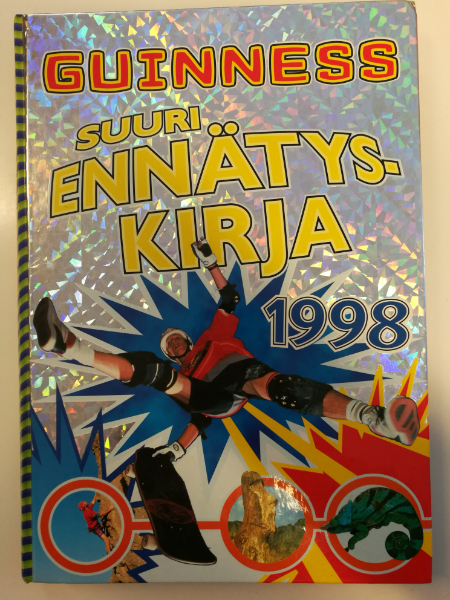 GUINNESS
SUURI
ENNÄTYS-
KIRJA
1998